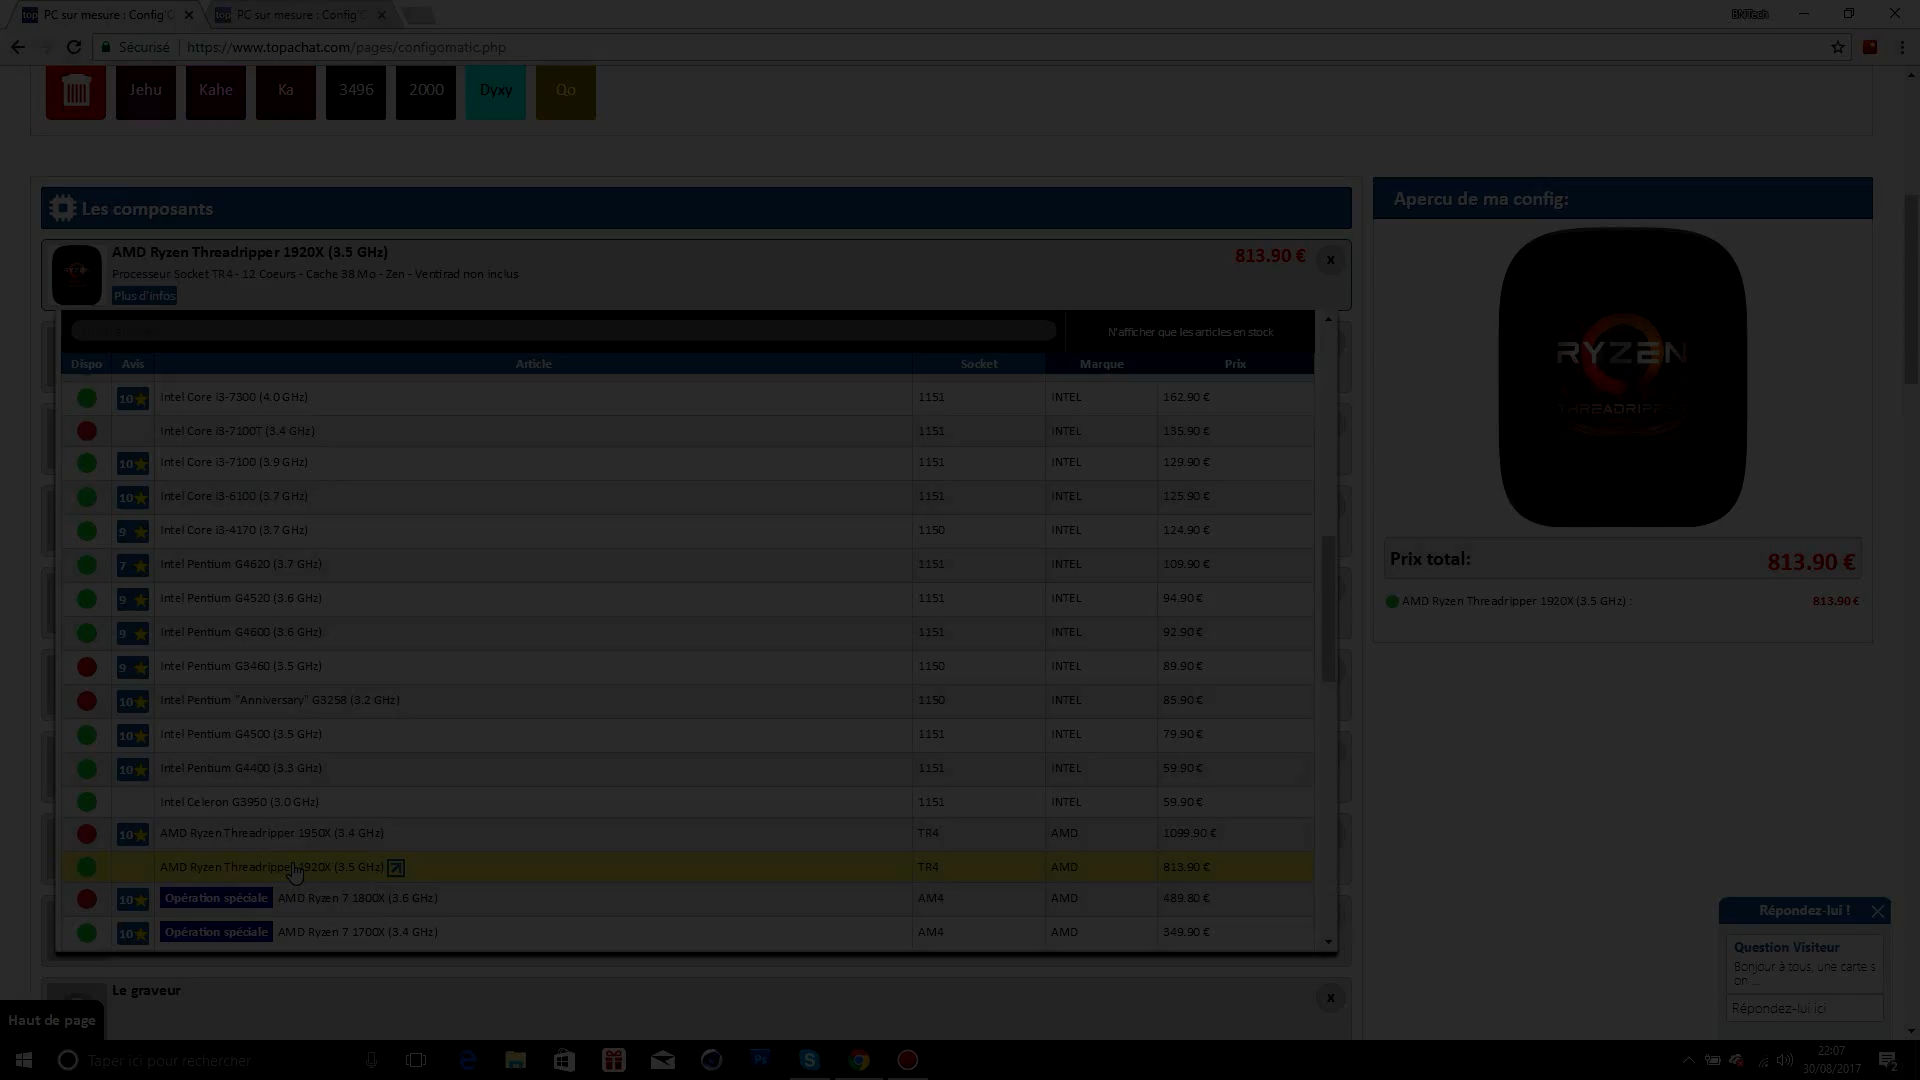 top PC sur mesure : Config'O
top PC sur mesure : Config'O
BNTech
Sécurisé https://www.topachat.com/pages/configomatic.php
Jehu Kahe Ka 3496 2000 Dyxy Qo
Les composants
AMD Ryzen Threadripper 1920X (3.5 GHz) 813.90 €
Processeur Socket TR4 - 12 Coeurs - Cache 38 Mo - Zen - Ventirad non inclus
Plus d'infos
x
N'afficher que les articles en stock
Dispo Avis Article Socket Marque Prix
10 Intel Core i3-7300 (4.0 GHz) 1151 INTEL 162.90 €
Intel Core i3-7100T (3.4 GHz) 1151 INTEL 135.90 €
10 Intel Core i3-7100 (3.9 GHz) 1151 INTEL 129.90 €
10 Intel Core i3-6100 (3.7 GHz) 1151 INTEL 125.90 €
9 Intel Core i3-4170 (3.7 GHz) 1150 INTEL 124.90 €
7 Intel Pentium G4620 (3.7 GHz) 1151 INTEL 109.90 €
9 Intel Pentium G4520 (3.6 GHz) 1151 INTEL 94.90 €
9 Intel Pentium G4600 (3.6 GHz) 1151 INTEL 92.90 €
9 Intel Pentium G3460 (3.5 GHz) 1150 INTEL 89.90 €
10 Intel Pentium "Anniversary" G3258 (3.2 GHz) 1150 INTEL 85.90 €
10 Intel Pentium G4500 (3.5 GHz) 1151 INTEL 79.90 €
10 Intel Pentium G4400 (3.3 GHz) 1151 INTEL 59.90 €
Intel Celeron G3950 (3.0 GHz) 1151 INTEL 59.90 €
10 AMD Ryzen Threadripper 1950X (3.4 GHz) TR4 AMD 1099.90 €
AMD Ryzen Threadripper 1920X (3.5 GHz) TR4 AMD 813.90 €
10 Opération spéciale AMD Ryzen 7 1800X (3.6 GHz) AM4 AMD 489.80 €
10 Opération spéciale AMD Ryzen 7 1700X (3.4 GHz) AM4 AMD 349.90 €
Le graveur
x
Haut de page
Apercu de ma config:
RYZEN
THREADRIPPER
Prix total: 813.90 €
AMD Ryzen Threadripper 1920X (3.5 GHz) : 813.90 €
Répondez-lui !
Question Visiteur
Bonjour à tous, une carte s
on ...
Répondez-lui ici
Taper ici pour rechercher
22:07
30/08/2017
2